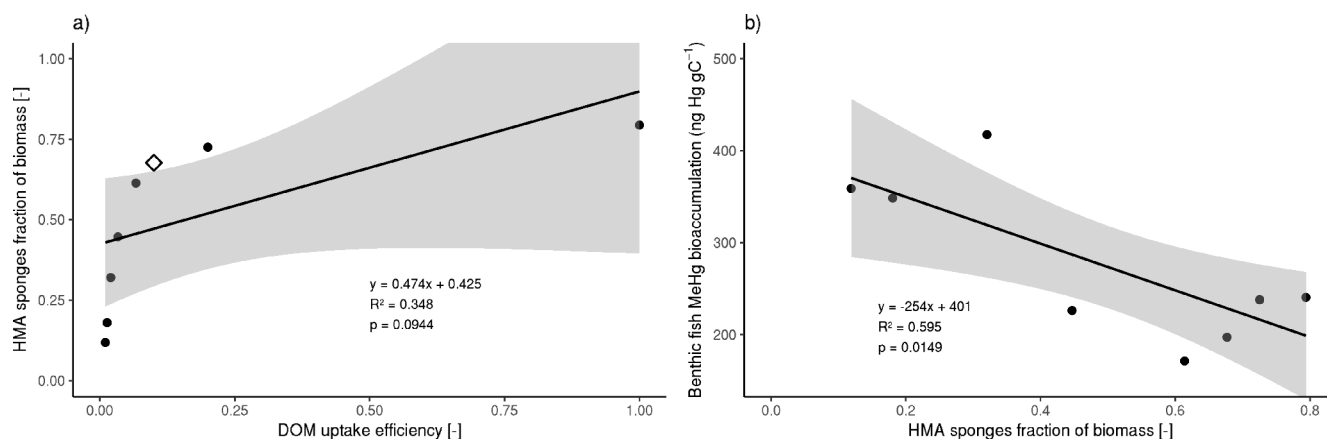 a)
HMA sponges fraction of biomass [-]
1.00
0.75
0.50
0.25
0.00
y = 0.474x + 0.425
R² = 0.348
p = 0.0944
0.00 0.25 0.50 0.75 1.00
DOM uptake efficiency [-]
b)
Benthic fish MeHg bioaccumulation (ng Hg gC⁻¹)
500
400
300
200
y = -254x + 401
R² = 0.595
p = 0.0149
0.0 0.2 0.4 0.6 0.8
HMA sponges fraction of biomass [-]